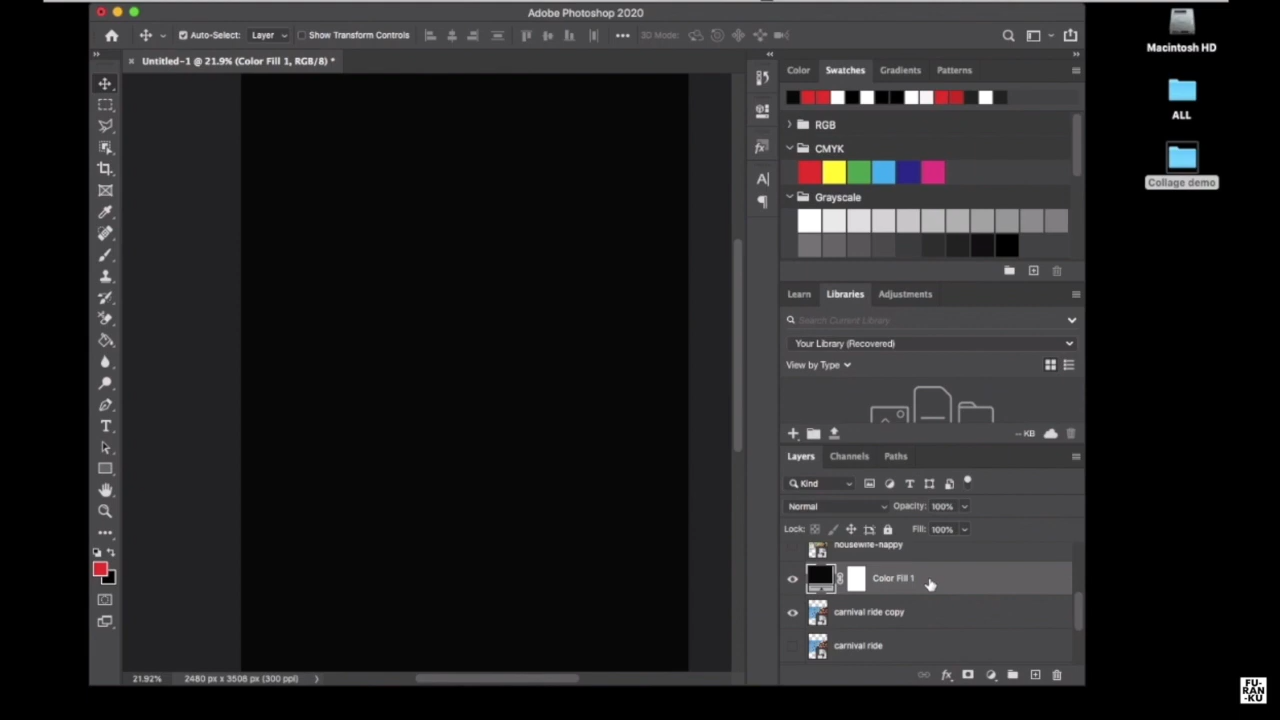 Adobe Photoshop 2020
Auto-Select: Layer Show Transform Controls 3D Mode:
Untitled-1 @ 21.9% (Color Fill 1, RGB/8) *
Color Swatches Gradients Patterns
RGB
CMYK
Grayscale
Learn Libraries Adjustments
Search Current Library
Your Library (Recovered)
View by Type
-- KB
Layers Channels Paths
Kind
Normal Opacity: 100%
Lock: Fill: 100%
housewife-happy
Color Fill 1
carnival ride copy
carnival ride
21.92% 2480 px x 3508 px (300 ppi)
Macintosh HD
ALL
Collage demo
FU-
RAN-
KU